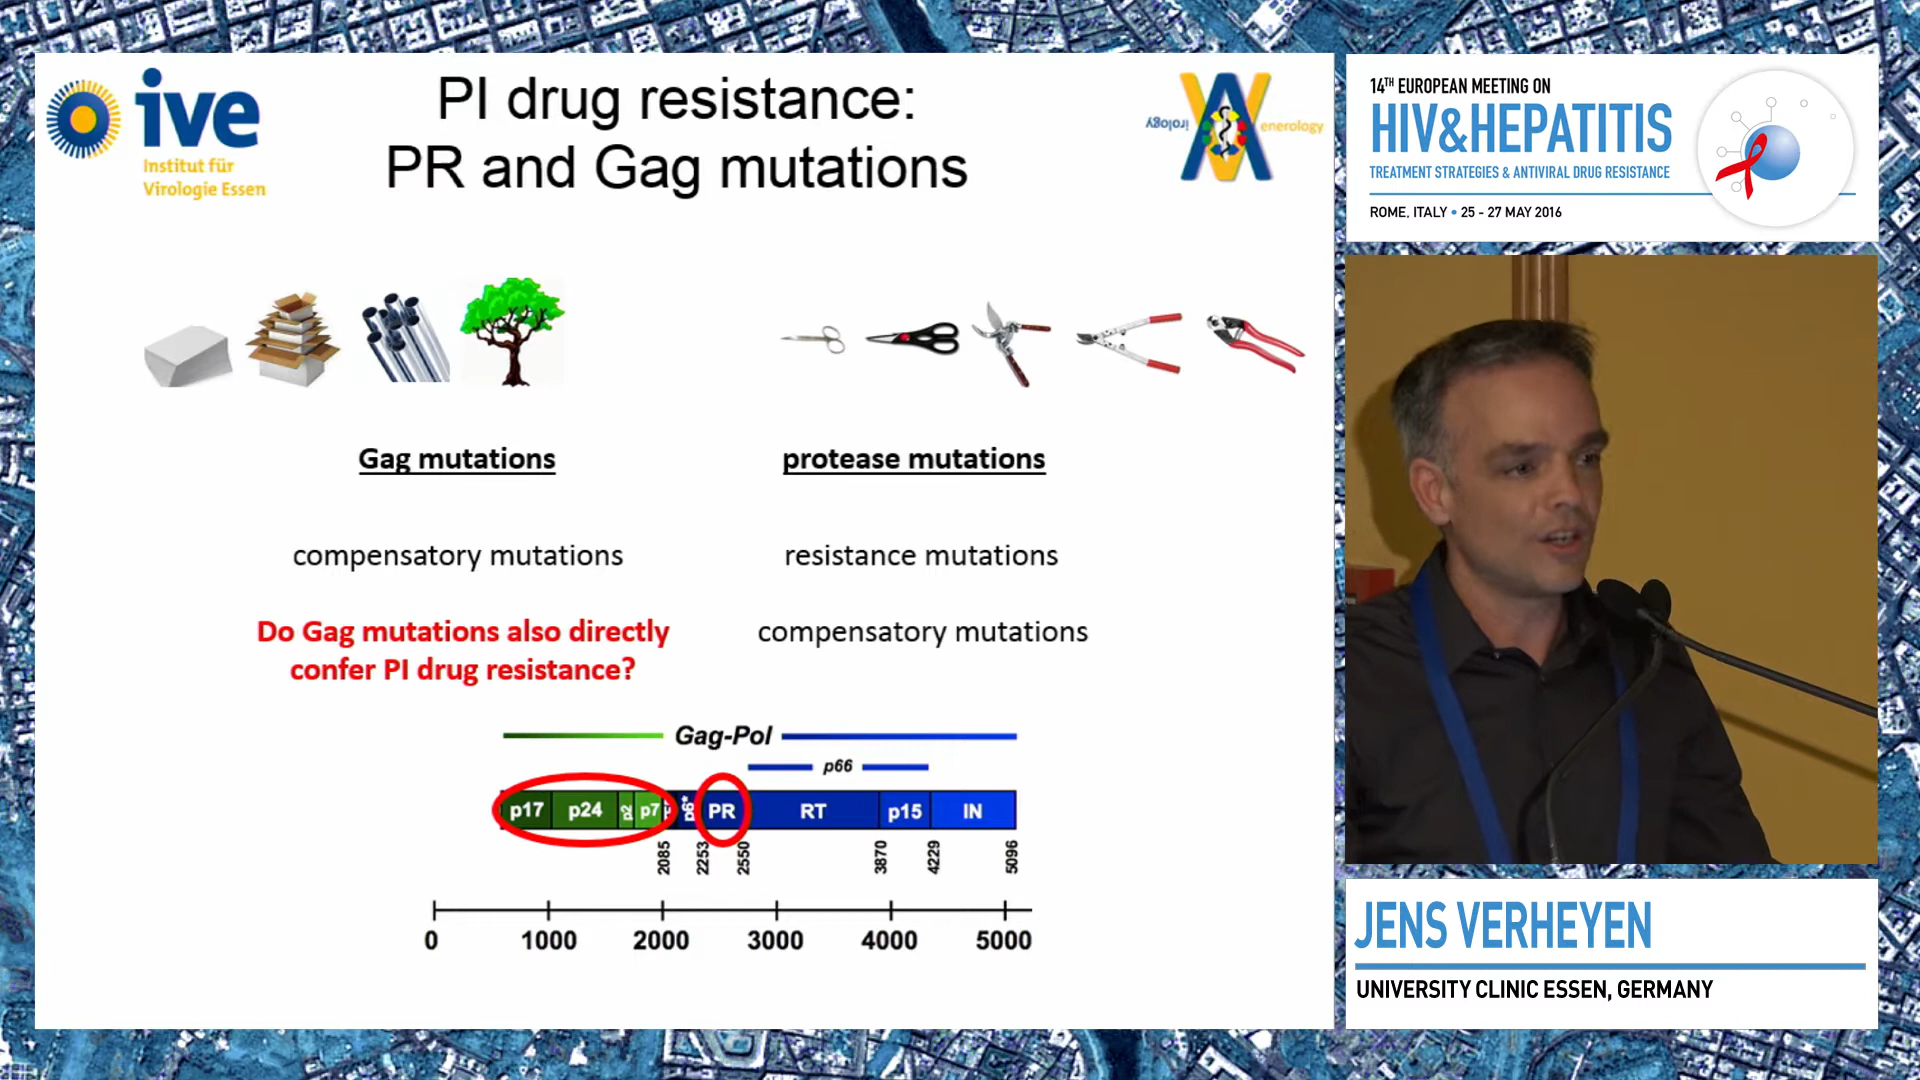 ive
Institut für
Virologie Essen
PI drug resistance:
PR and Gag mutations
irology
enerology
Gag mutations
protease mutations
compensatory mutations
resistance mutations
Do Gag mutations also directly
confer PI drug resistance?
compensatory mutations
Gag-Pol
p66
p17 p24 p2 p7 p6* PR RT p15 IN
2085 2253 2550 3870 4229 5096
0 1000 2000 3000 4000 5000
14TH EUROPEAN MEETING ON
HIV&HEPATITIS
TREATMENT STRATEGIES & ANTIVIRAL DRUG RESISTANCE
ROME, ITALY • 25 - 27 MAY 2016
JENS VERHEYEN
UNIVERSITY CLINIC ESSEN, GERMANY